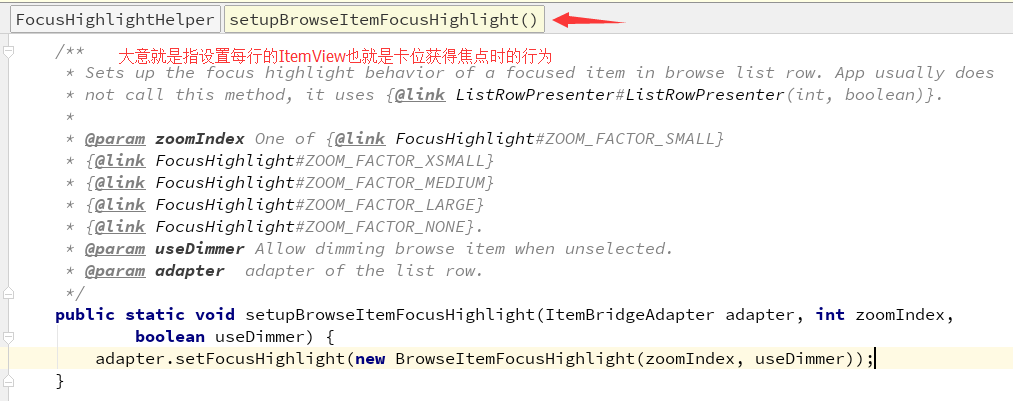 FocusHighlightHelper setupBrowseItemFocusHighlight()
/** 大意就是指设置每行的ItemView也就是卡位获得焦点时的行为
* Sets up the focus highlight behavior of a focused item in browse list row. App usually does
* not call this method, it uses {@link ListRowPresenter#ListRowPresenter(int, boolean)}.
*
* @param zoomIndex One of {@link FocusHighlight#ZOOM_FACTOR_SMALL}
* {@link FocusHighlight#ZOOM_FACTOR_XSMALL}
* {@link FocusHighlight#ZOOM_FACTOR_MEDIUM}
* {@link FocusHighlight#ZOOM_FACTOR_LARGE}
* {@link FocusHighlight#ZOOM_FACTOR_NONE}.
* @param useDimmer Allow dimming browse item when unselected.
* @param adapter  adapter of the list row.
*/
public static void setupBrowseItemFocusHighlight(ItemBridgeAdapter adapter, int zoomIndex,
boolean useDimmer) {
adapter.setFocusHighlight(new BrowseItemFocusHighlight(zoomIndex, useDimmer));
}